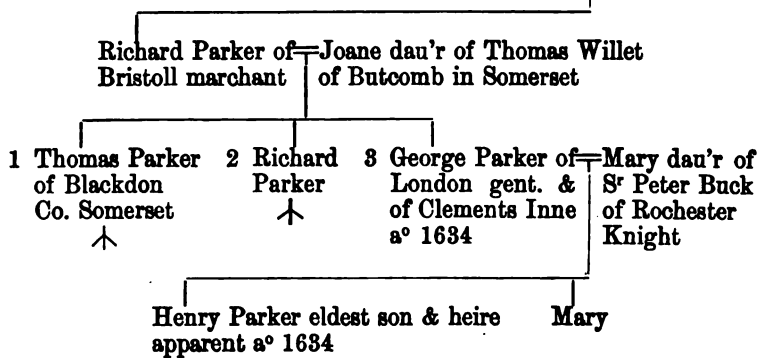 Richard Parker of Joane dau'r of Thomas Willet
Bristoll marchant of Butcomb in Somerset
1 Thomas Parker 2 Richard 3 George Parker of Mary dau'r of
of Blackdon Parker London gent. & Sʳ Peter Buck
Co. Somerset of Clements Inne of Rochester
aº 1634 Knight
Henry Parker eldest son & heire Mary
apparent aº 1634